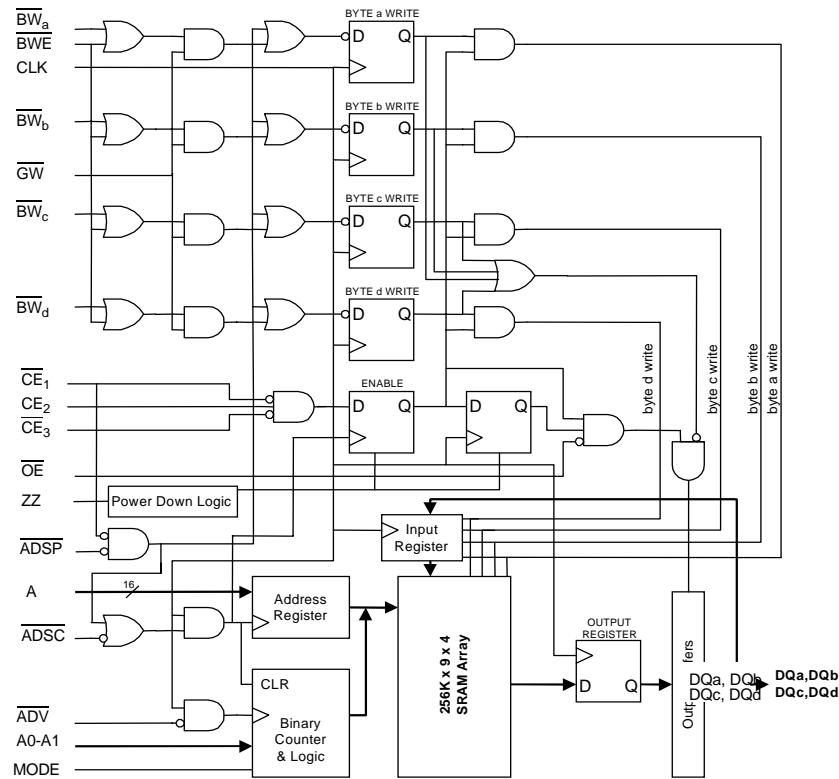 BWa
BYTE a WRITE
BWE
D Q
CLK
BYTE b WRITE
BWb
D Q
GW
BYTE c WRITE
BWc
D Q
BYTE d WRITE
BWd
D Q
byte d write
byte c write
byte b write
byte a write
CE1
ENABLE
CE2
D Q
D Q
CE3
OE
ZZ
Power Down Logic
Input
Register
ADSP
A
16
Address
Register
ADSC
OUTPUT
REGISTER
256K x 9 x 4
SRAM Array
D Q
CLR
DQa, DQb
DQc, DQd
DQa,DQb
DQc,DQd
ADV
Binary
Counter
& Logic
A0-A1
MODE